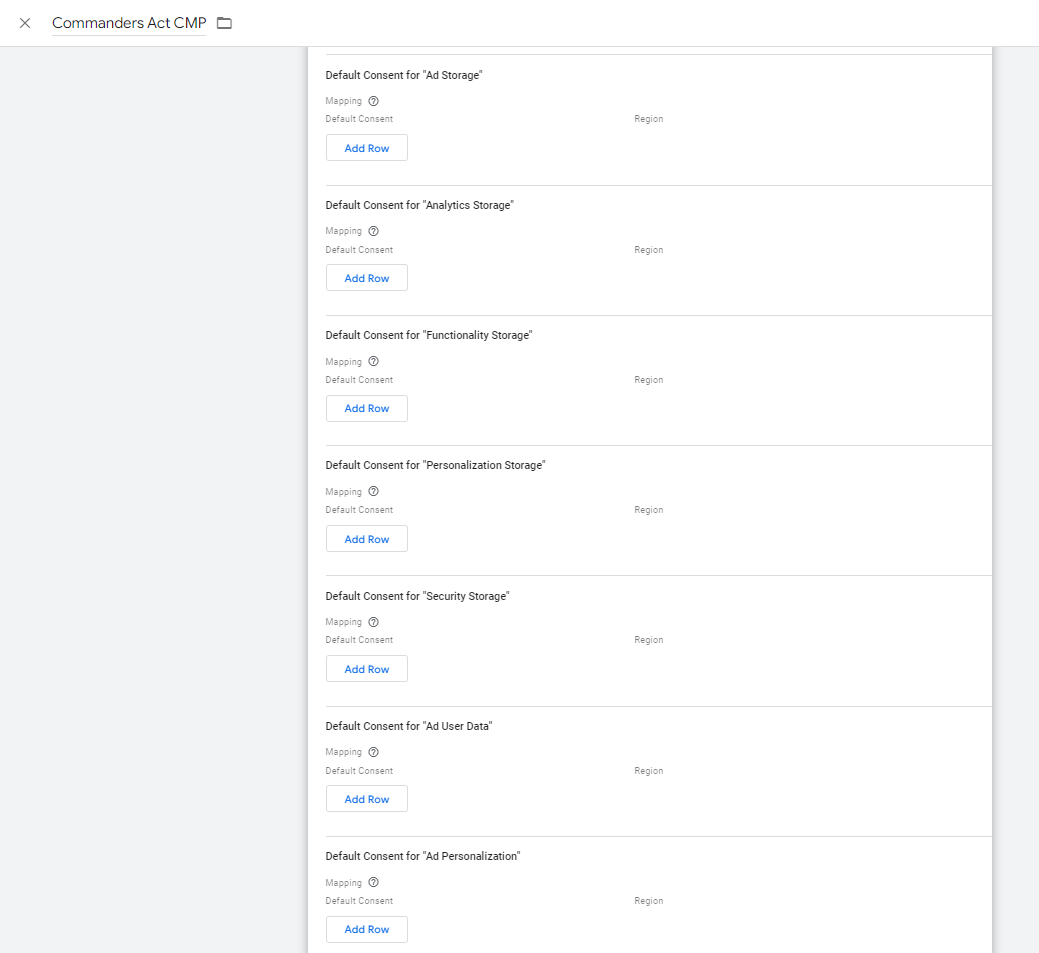 Commanders Act CMP
Default Consent for "Ad Storage"
Mapping
Default Consent Region
Add Row
Default Consent for "Analytics Storage"
Mapping
Default Consent Region
Add Row
Default Consent for "Functionality Storage"
Mapping
Default Consent Region
Add Row
Default Consent for "Personalization Storage"
Mapping
Default Consent Region
Add Row
Default Consent for "Security Storage"
Mapping
Default Consent Region
Add Row
Default Consent for "Ad User Data"
Mapping
Default Consent Region
Add Row
Default Consent for "Ad Personalization"
Mapping
Default Consent Region
Add Row